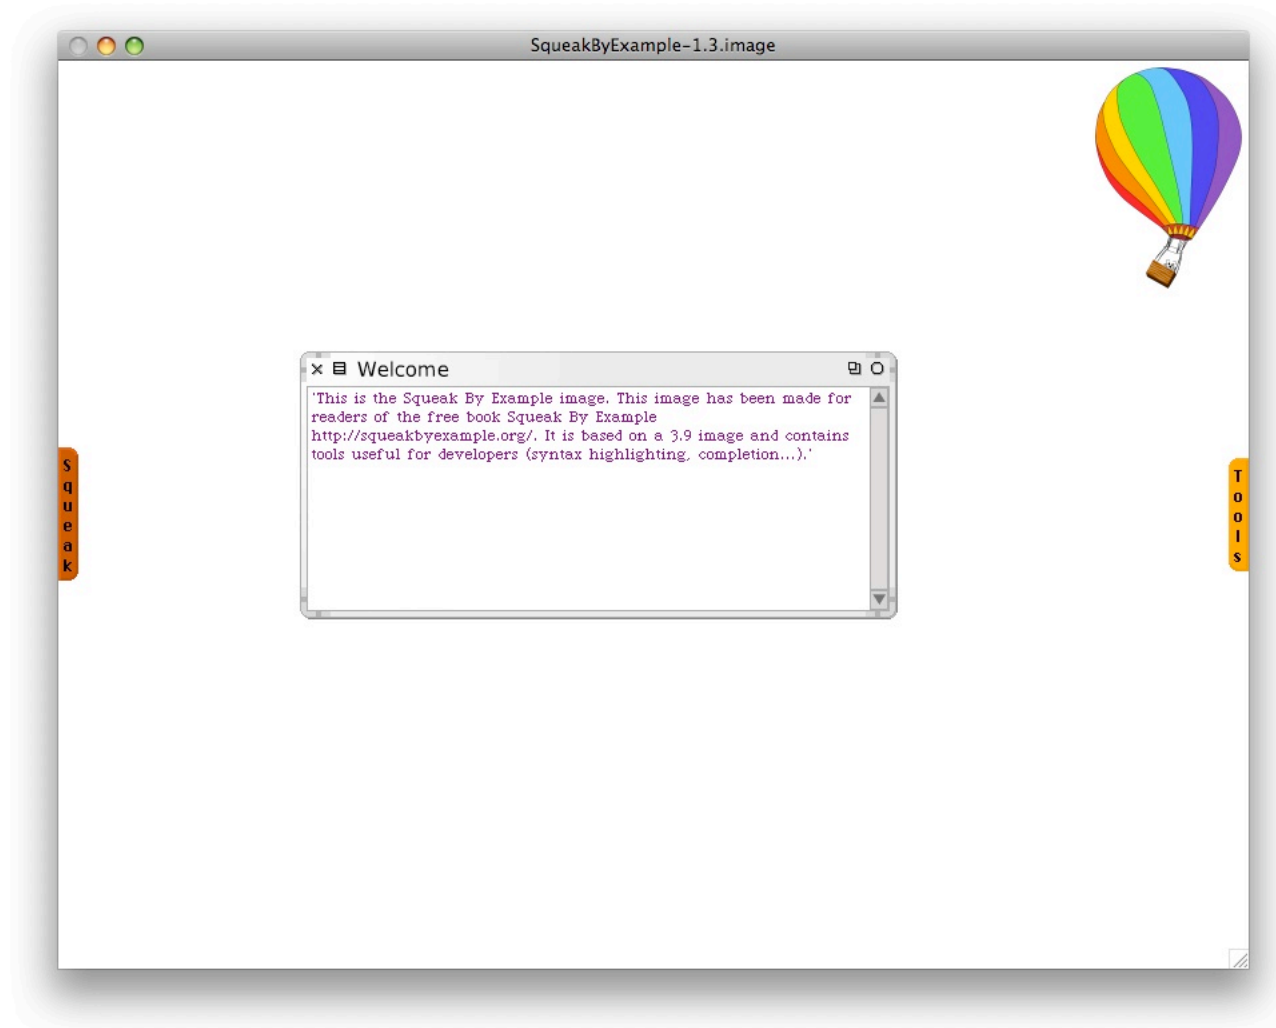 SqueakByExample-1.3.image
Welcome
'This is the Squeak By Example image. This image has been made for
readers of the free book Squeak By Example
http://squeakbyexample.org/. It is based on a 3.9 image and contains
tools useful for developers (syntax highlighting, completion...).'
Squeak
Tools